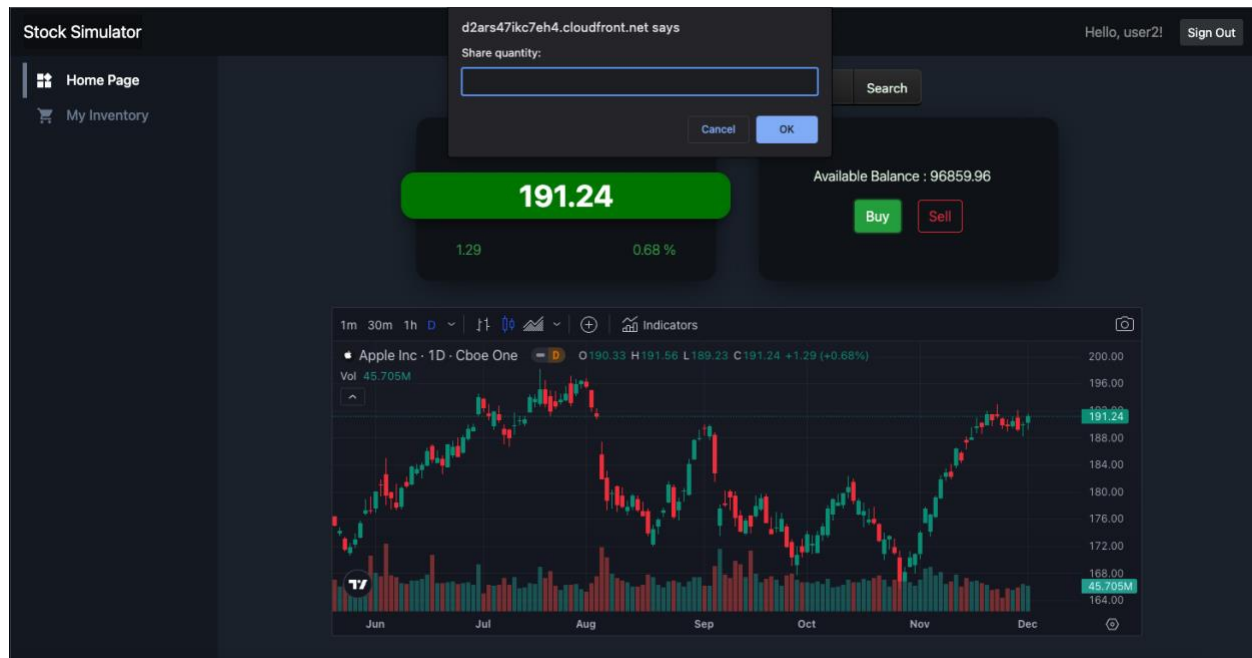 Stock Simulator
d2ars47ikc7eh4.cloudfront.net says
Hello, user2!
Sign Out
Share quantity:
Home Page
My Inventory
Search
Cancel
OK
191.24
1.29
0.68 %
Available Balance : 96859.96
Buy
Sell
1m 30m 1h D
Indicators
Apple Inc · 1D · Cboe One D O190.33 H191.56 L189.23 C191.24 +1.29 (+0.68%)
Vol 45.705M
200.00
196.00
191.24
188.00
184.00
180.00
176.00
172.00
168.00
45.705M
164.00
Jun Jul Aug Sep Oct Nov Dec